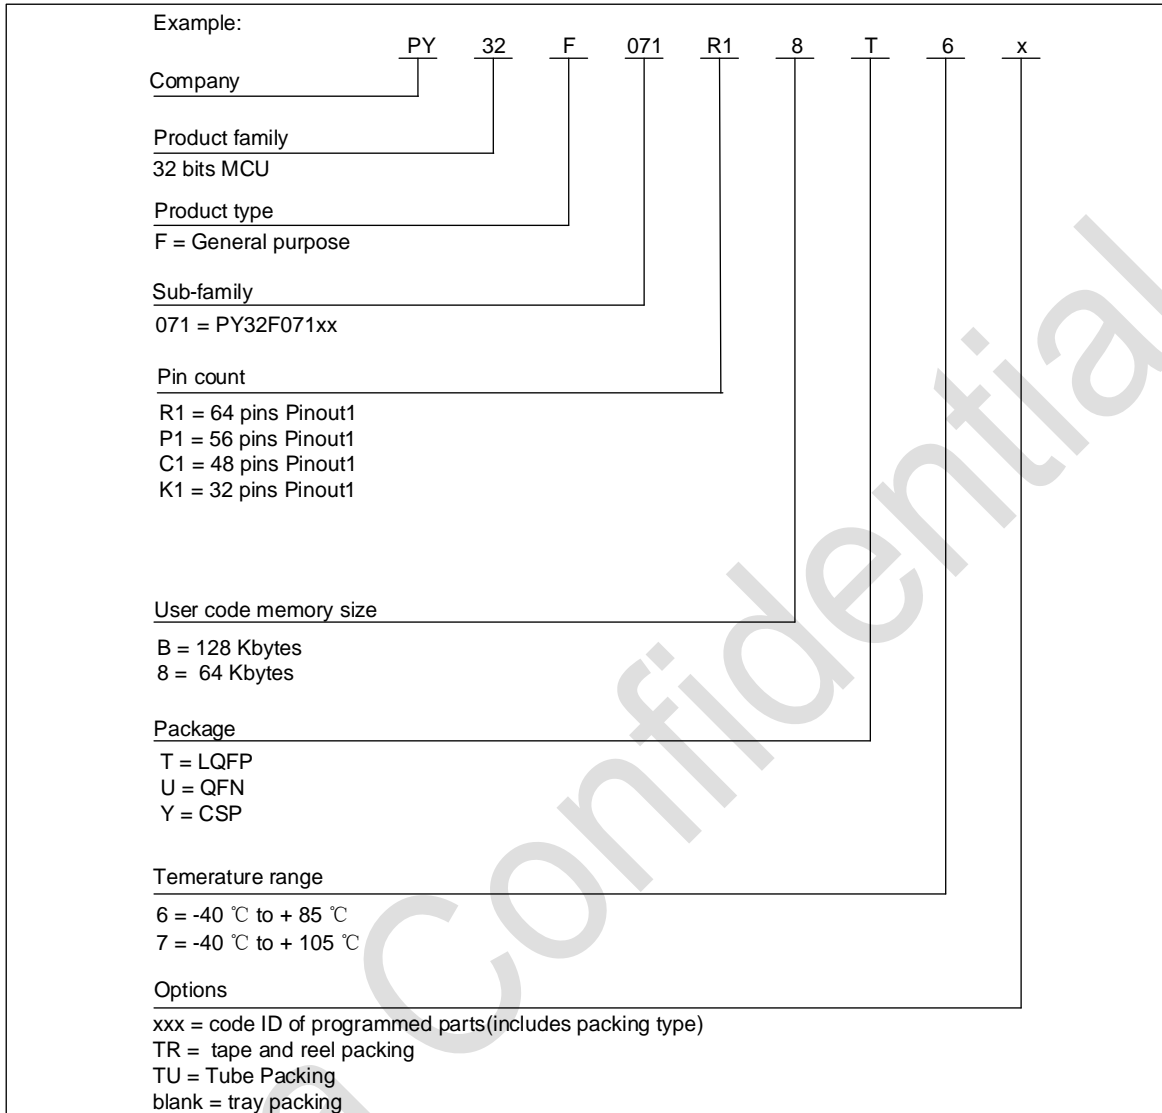 Example:
PY 32 F 071 R1 8 T 6 x
Company
Product family
32 bits MCU
Product type
F = General purpose
Sub-family
071 = PY32F071xx
Pin count
R1 = 64 pins Pinout1
P1 = 56 pins Pinout1
C1 = 48 pins Pinout1
K1 = 32 pins Pinout1
User code memory size
B = 128 Kbytes
8 = 64 Kbytes
Package
T = LQFP
U = QFN
Y = CSP
Temerature range
6 = -40 ℃ to + 85 ℃
7 = -40 ℃ to + 105 ℃
Options
xxx = code ID of programmed parts(includes packing type)
TR = tape and reel packing
TU = Tube Packing
blank = tray packing
Confidential